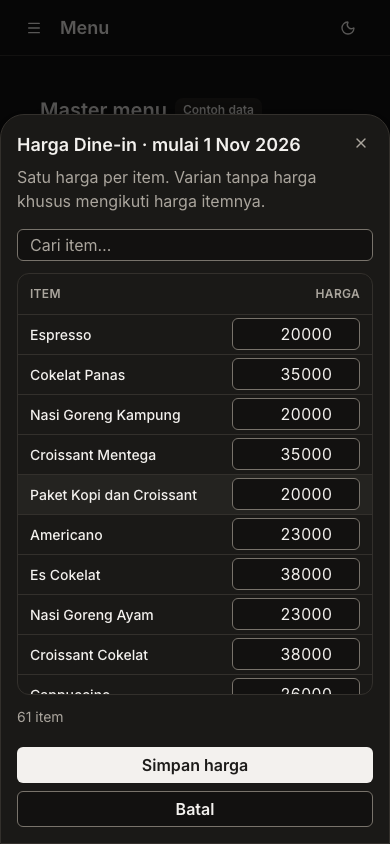 Menu
Master menu Contoh data
Harga Dine-in · mulai 1 Nov 2026
Satu harga per item. Varian tanpa harga
khusus mengikuti harga itemnya.
Cari item...
ITEM HARGA
Espresso 20000
Cokelat Panas 35000
Nasi Goreng Kampung 20000
Croissant Mentega 35000
Paket Kopi dan Croissant 20000
Americano 23000
Es Cokelat 38000
Nasi Goreng Ayam 23000
Croissant Cokelat 38000
Cappuccino 26000
61 item
Simpan harga
Batal